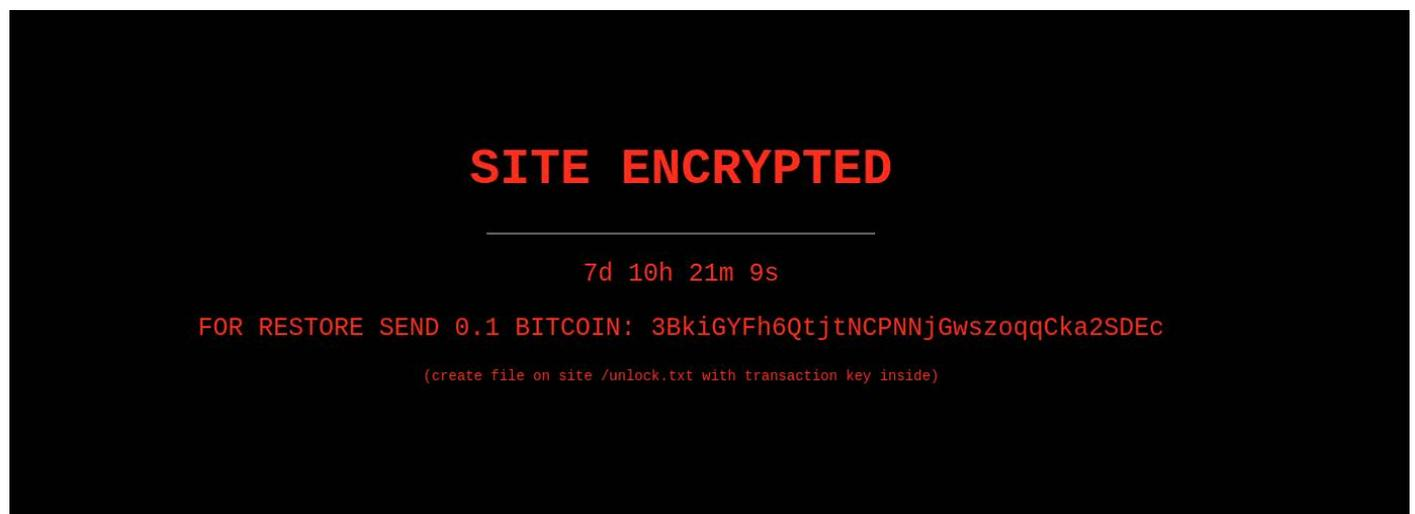 SITE ENCRYPTED
7d 10h 21m 9s
FOR RESTORE SEND 0.1 BITCOIN: 3BkiGYFh6QtjtNCPNNjGwszoqqCka2SDEc
(create file on site /unlock.txt with transaction key inside)